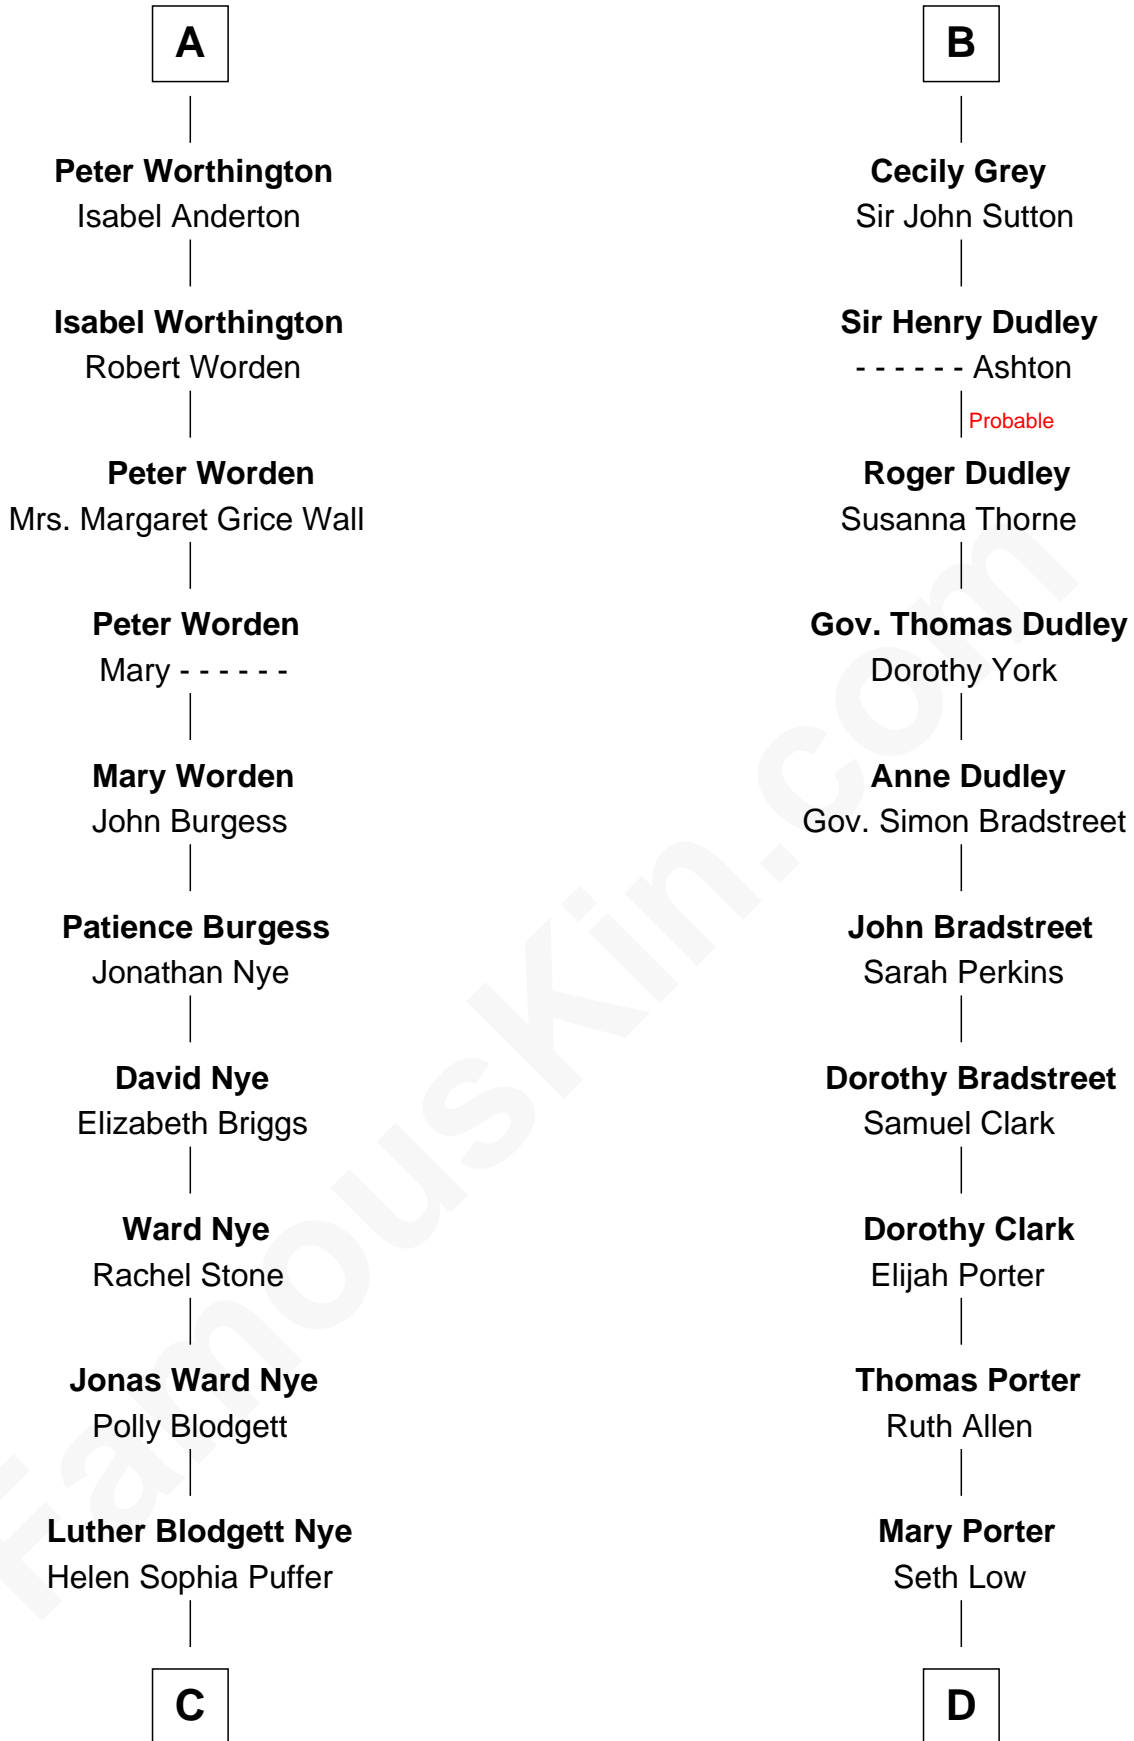 A
Peter Worthington
Isabel Anderton
Isabel Worthington
Robert Worden
Peter Worden
Mrs. Margaret Grice Wall
Peter Worden
Mary - - - - - -
Mary Worden
John Burgess
Patience Burgess
Jonathan Nye
David Nye
Elizabeth Briggs
Ward Nye
Rachel Stone
Jonas Ward Nye
Polly Blodgett
Luther Blodgett Nye
Helen Sophia Puffer
C
B
Cecily Grey
Sir John Sutton
Sir Henry Dudley
- - - - - - Ashton
Probable
Roger Dudley
Susanna Thorne
Gov. Thomas Dudley
Dorothy York
Anne Dudley
Gov. Simon Bradstreet
John Bradstreet
Sarah Perkins
Dorothy Bradstreet
Samuel Clark
Dorothy Clark
Elijah Porter
Thomas Porter
Ruth Allen
Mary Porter
Seth Low
D
FamousKin.com